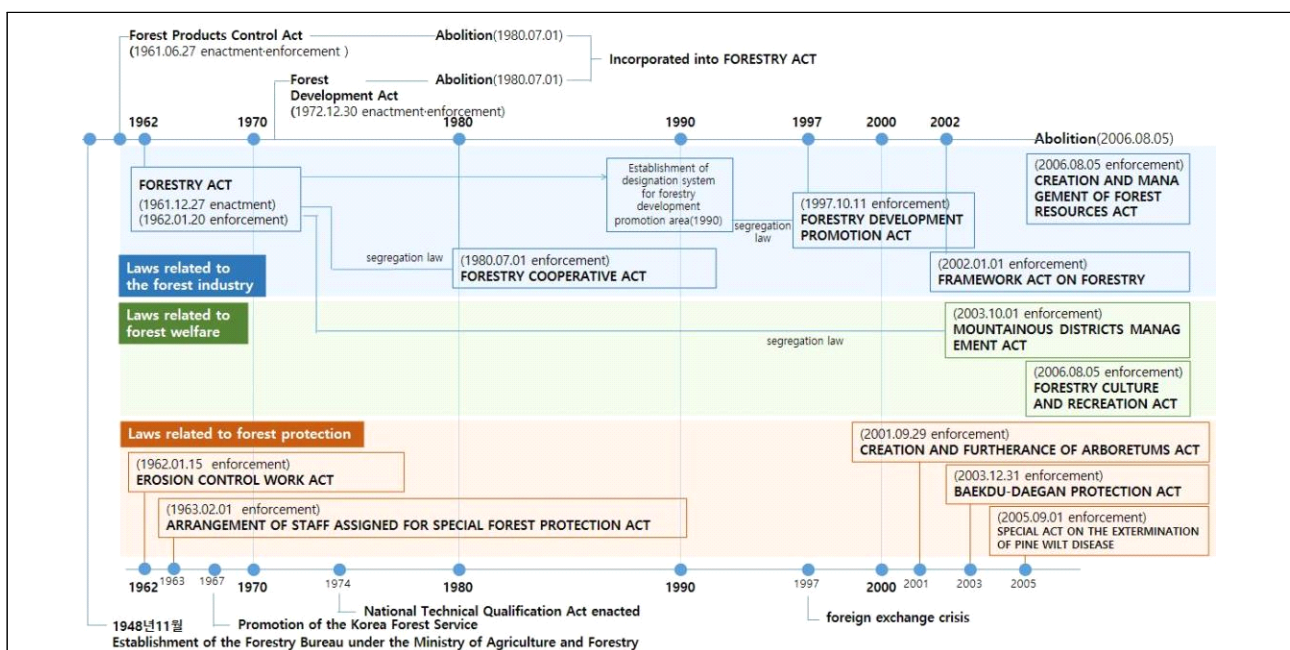 Forest Products Control Act
Abolition(1980.07.01)
(1961.06.27 enactment·enforcement )
Incorporated into FORESTRY ACT
Forest
Development Act
Abolition(1980.07.01)
(1972.12.30 enactment·enforcement)
1962
1970
1980
1990
1997
2000
2002
Abolition(2006.08.05)
FORESTRY ACT
(1961.12.27 enactment)
(1962.01.20 enforcement)
Establishment of
designation system
for forestry
development
promotion area(1990)
segregation
law
(1997.10.11 enforcement)
FORESTRY DEVELOPMENT
PROMOTION ACT
(2006.08.05 enforcement)
CREATION AND MANA
GEMENT OF FOREST
RESOURCES ACT
segregation law
(1980.07.01 enforcement)
FORESTRY COOPERATIVE ACT
(2002.01.01 enforcement)
FRAMEWORK ACT ON FORESTRY
Laws related to
the forest industry
Laws related to
forest welfare
segregation law
(2003.10.01 enforcement)
MOUNTAINOUS DISTRICTS MANAG
EMENT ACT
(2006.08.05 enforcement)
FORESTRY CULTURE
AND RECREATION ACT
Laws related to forest protection
(1962.01.15 enforcement)
EROSION CONTROL WORK ACT
(1963.02.01 enforcement)
ARRANGEMENT OF STAFF ASSIGNED FOR SPECIAL FOREST PROTECTION ACT
(2001.09.29 enforcement)
CREATION AND FURTHERANCE OF ARBORETUMS ACT
(2003.12.31 enforcement)
BAEKDU-DAEGAN PROTECTION ACT
(2005.09.01 enforcement)
SPECIAL ACT ON THE EXTERMINATION
OF PINE WILT DISEASE
1962
1963
1967
1970
1974
1980
1990
1997
2000
2001
2003
2005
National Technical Qualification Act enacted
foreign exchange crisis
Promotion of the Korea Forest Service
1948년11월
Establishment of the Forestry Bureau under the Ministry of Agriculture and Forestry